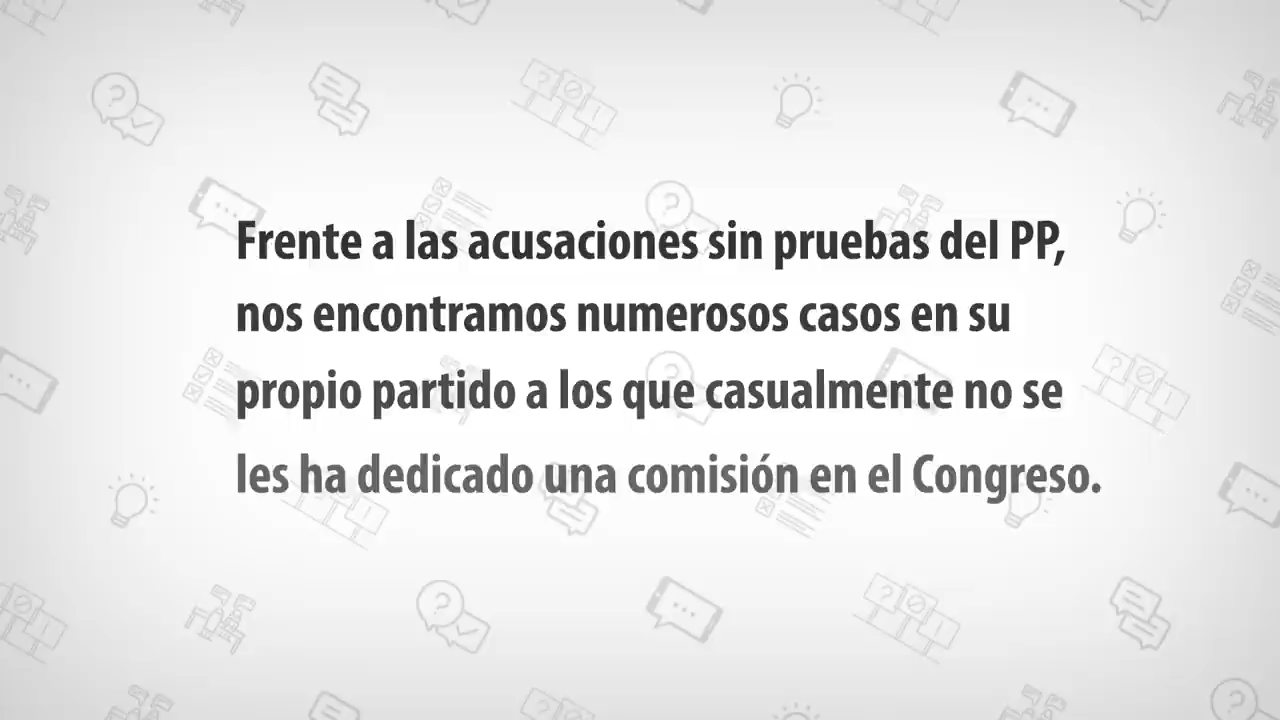 Frente a las acusaciones sin pruebas del PP,
nos encontramos numerosos casos en su
propio partido a los que casualmente no se
les ha dedicado una comisión en el Congreso.